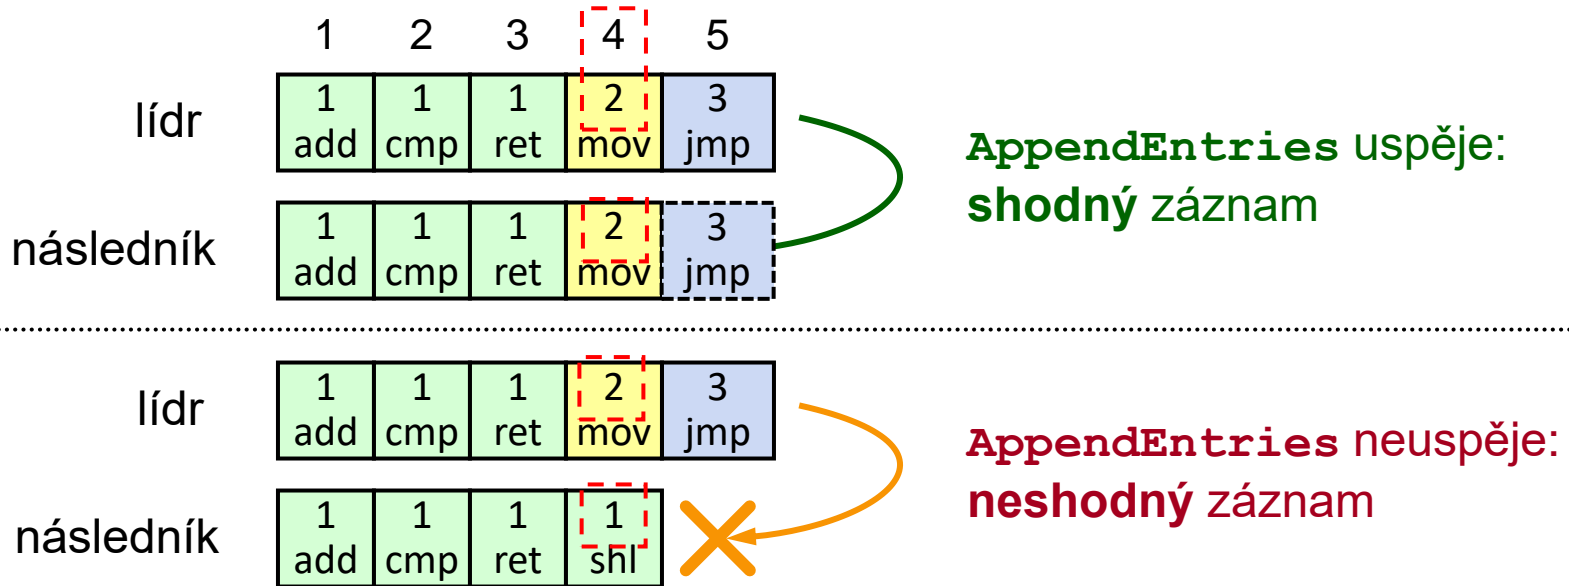 1 2 3 4 5
lídr
1 1 1 2 3
add cmp ret mov jmp
AppendEntries uspěje:
shodný záznam
následník
1 1 1 2 3
add cmp ret mov jmp
lídr
1 1 1 2 3
add cmp ret mov jmp
AppendEntries neuspěje:
neshodný záznam
následník
1 1 1 1
add cmp ret shl